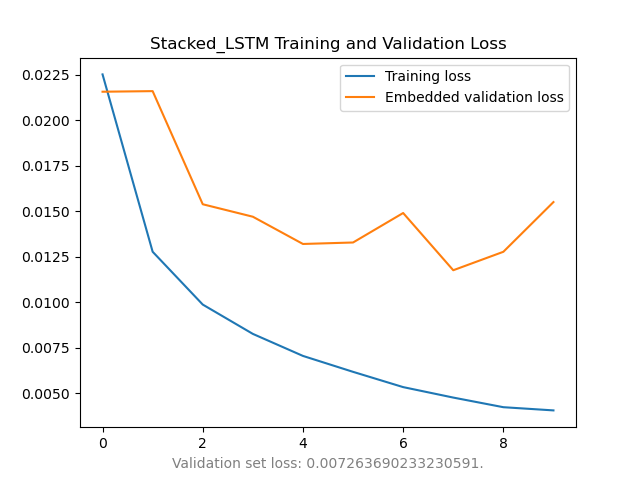 Stacked_LSTM Training and Validation Loss
Training loss
Embedded validation loss
0.0225
0.0200
0.0175
0.0150
0.0125
0.0100
0.0075
0.0050
0 2 4 6 8
Validation set loss: 0.007263690233230591.